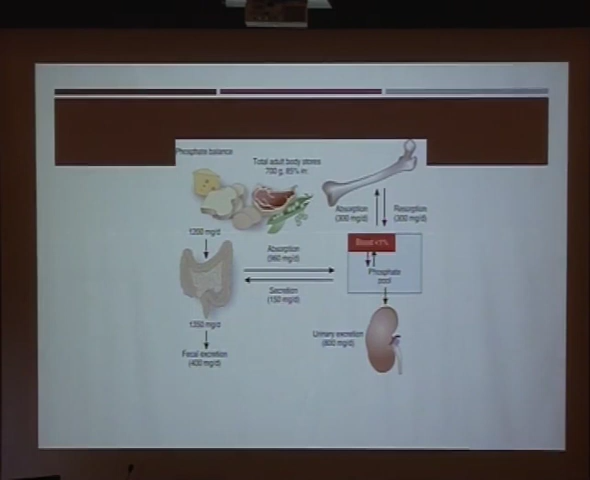 Phosphate balance
Total adult body stores
700 g, 85% in:
1200 mg/d
Absorption
(300 mg/d)
Resorption
(300 mg/d)
Blood <1%
Phosphate
pool
Absorption
(960 mg/d)
Secretion
(150 mg/d)
1350 mg/d
Fecal excretion
(400 mg/d)
Urinary excretion
(800 mg/d)